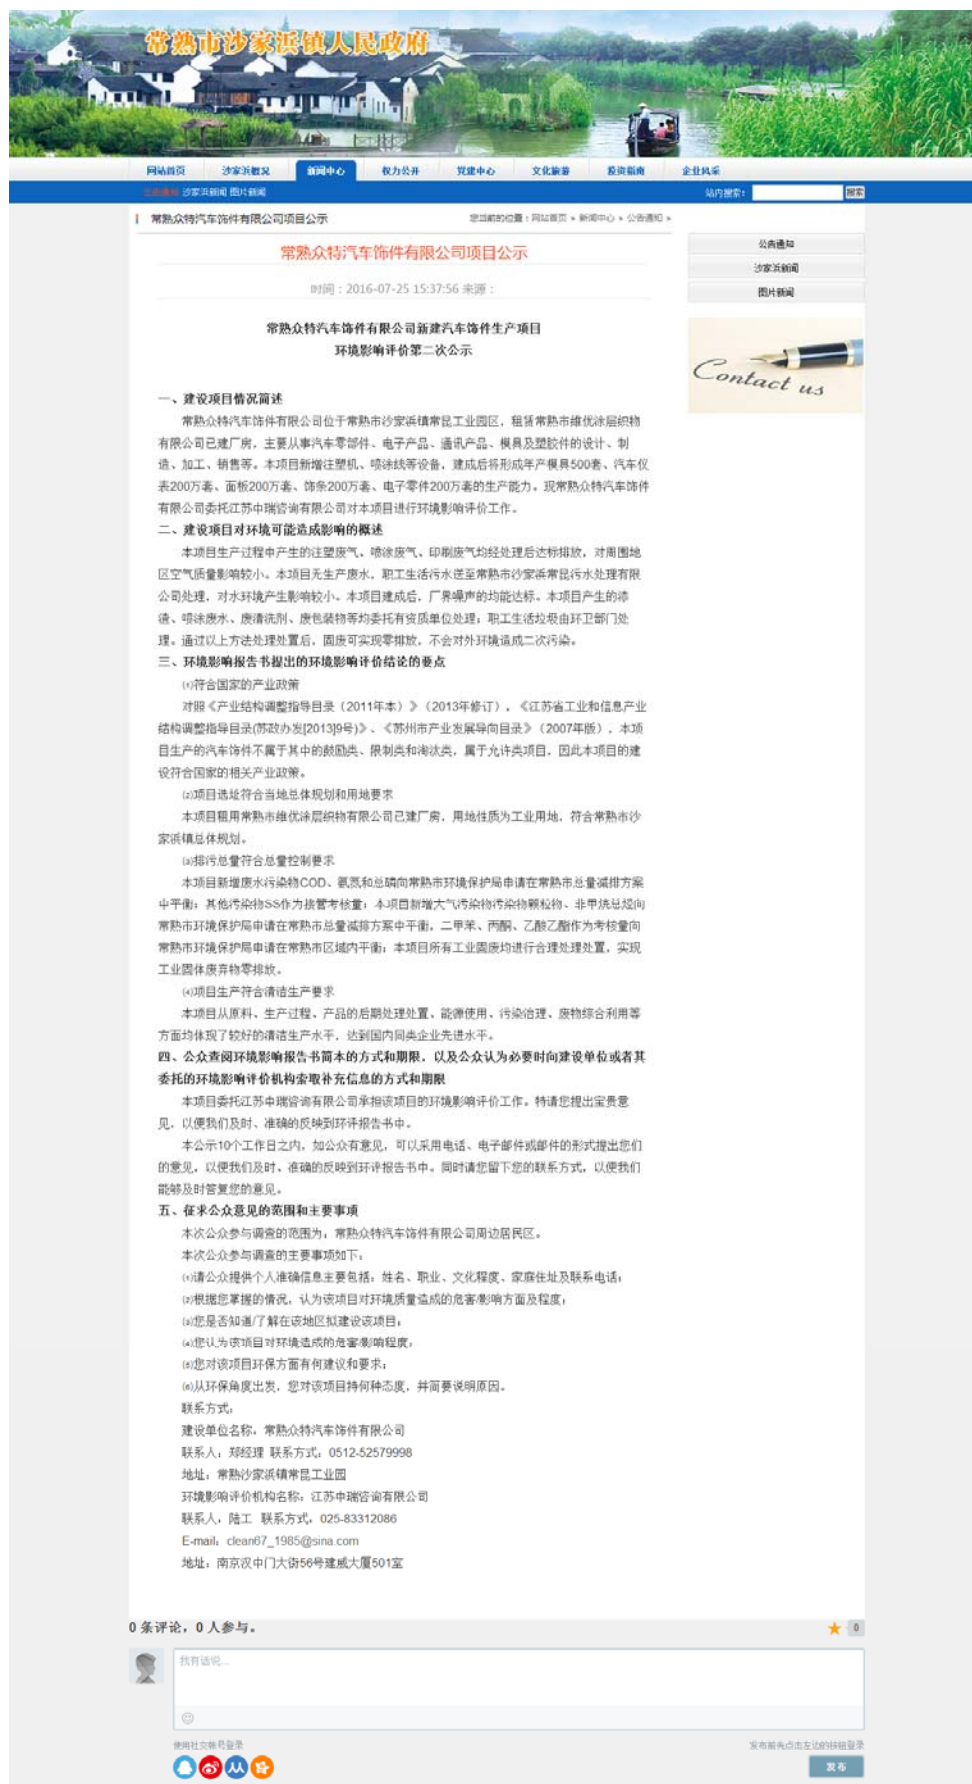 常熟市沙家浜镇人民政府
网站首页 沙家浜概况 新闻中心 权力公开 党建中心 文化旅游 投资指南 企业风采
公告通知 沙家浜新闻 图片新闻 站内搜索： 搜索
常熟众特汽车饰件有限公司项目公示 您当前的位置：网站首页 » 新闻中心 » 公告通知 »
公告通知
沙家浜新闻
图片新闻
Contact us
常熟众特汽车饰件有限公司项目公示
时间：2016-07-25 15:37:56 来源：
常熟众特汽车饰件有限公司新建汽车饰件生产项目
环境影响评价第二次公示
一、建设项目情况简述
常熟众特汽车饰件有限公司位于常熟市沙家浜镇常昆工业园区，租赁常熟市维优涂层织物
有限公司已建厂房，主要从事汽车零部件、电子产品、通讯产品、模具及塑胶件的设计、制
造、加工、销售等。本项目新增注塑机、喷涂线等设备，建成后将形成年产模具500套、汽车仪
表200万套、面板200万套、饰条200万套、电子零件200万套的生产能力。现常熟众特汽车饰件
有限公司委托江苏中瑞咨询有限公司对本项目进行环境影响评价工作。
二、建设项目对环境可能造成影响的概述
本项目生产过程中产生的注塑废气、喷涂废气、印刷废气均经处理后达标排放，对周围地
区空气质量影响较小。本项目无生产废水，职工生活污水送至常熟市沙家浜常昆污水处理有限
公司处理，对水环境产生影响较小。本项目建成后，厂界噪声的均能达标。本项目产生的漆
渣、喷涂废水、废清洗剂、废包装物等均委托有资质单位处理；职工生活垃圾由环卫部门处
理。通过以上方法处理处置后，固废可实现零排放，不会对外环境造成二次污染。
三、环境影响报告书提出的环境影响评价结论的要点
⑴符合国家的产业政策
对照《产业结构调整指导目录（2011年本）》（2013年修订），《江苏省工业和信息产业
结构调整指导目录(苏政办发[2013]9号)》、《苏州市产业发展导向目录》（2007年版），本项
目生产的汽车饰件不属于其中的鼓励类、限制类和淘汰类，属于允许类项目，因此本项目的建
设符合国家的相关产业政策。
⑵项目选址符合当地总体规划和用地要求
本项目租用常熟市维优涂层织物有限公司已建厂房，用地性质为工业用地，符合常熟市沙
家浜镇总体规划。
⑶排污总量符合总量控制要求
本项目新增废水污染物COD、氨氮和总磷向常熟市环境保护局申请在常熟市总量减排方案
中平衡；其他污染物SS作为接管考核量；本项目新增大气污染物污染物颗粒物、非甲烷总烃向
常熟市环境保护局申请在常熟市总量减排方案中平衡，二甲苯、丙酮、乙酸乙酯作为考核量向
常熟市环境保护局申请在常熟市区域内平衡；本项目所有工业固废均进行合理处理处置，实现
工业固体废弃物零排放。
⑷项目生产符合清洁生产要求
本项目从原料、生产过程、产品的后期处理处置、能源使用、污染治理、废物综合利用等
方面均体现了较好的清洁生产水平，达到国内同类企业先进水平。
四、公众查阅环境影响报告书简本的方式和期限，以及公众认为必要时向建设单位或者其
委托的环境影响评价机构索取补充信息的方式和期限
本项目委托江苏中瑞咨询有限公司承担该项目的环境影响评价工作。特请您提出宝贵意
见，以便我们及时、准确的反映到环评报告书中。
本公示10个工作日之内，如公众有意见，可以采用电话、电子邮件或邮件的形式提出您们
的意见，以便我们及时、准确的反映到环评报告书中。同时请您留下您的联系方式，以便我们
能够及时答复您的意见。
五、征求公众意见的范围和主要事项
本次公众参与调查的范围为：常熟众特汽车饰件有限公司周边居民区。
本次公众参与调查的主要事项如下：
⑴请公众提供个人准确信息主要包括：姓名、职业、文化程度、家庭住址及联系电话；
⑵根据您掌握的情况，认为该项目对环境质量造成的危害/影响方面及程度；
⑶您是否知道/了解在该地区拟建设该项目；
⑷您认为该项目对环境造成的危害/影响程度；
⑸您对该项目环保方面有何建议和要求；
⑹从环保角度出发，您对该项目持何种态度，并简要说明原因。
联系方式：
建设单位名称：常熟众特汽车饰件有限公司
联系人：郑经理 联系方式：0512-52579998
地址：常熟沙家浜镇常昆工业园
环境影响评价机构名称：江苏中瑞咨询有限公司
联系人：陆工 联系方式：025-83312086
E-mail：clean67_1985@sina.com
地址：南京汉中门大街56号建威大厦501室
0 条评论，0 人参与。 0
我有话说...
使用社交帐号登录 发布前先点击左边的按钮登录
发布